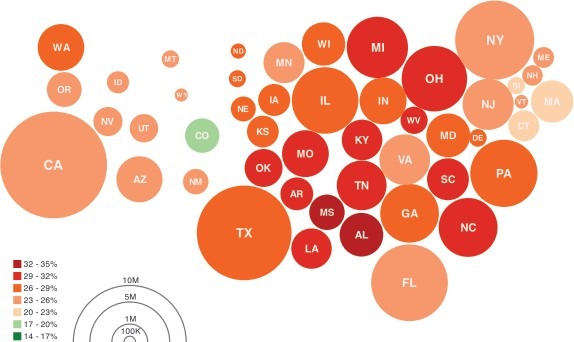 NY
MI
WI
WA
ND
ME
MT
MN
NH
OH
SD
ID
OR
RI
IL
IN
WY
IA
VT
MA
NJ
NE
NV
WV
CT
UT
KS
CO
MD
DE
KY
MO
VA
CA
OK
PA
AZ
NM
SC
TN
AR
MS
GA
NC
TX
AL
LA
FL
32 - 35%
29 - 32%
26 - 29%
23 - 26%
20 - 23%
17 - 20%
14 - 17%
10M
5M
1M
100K